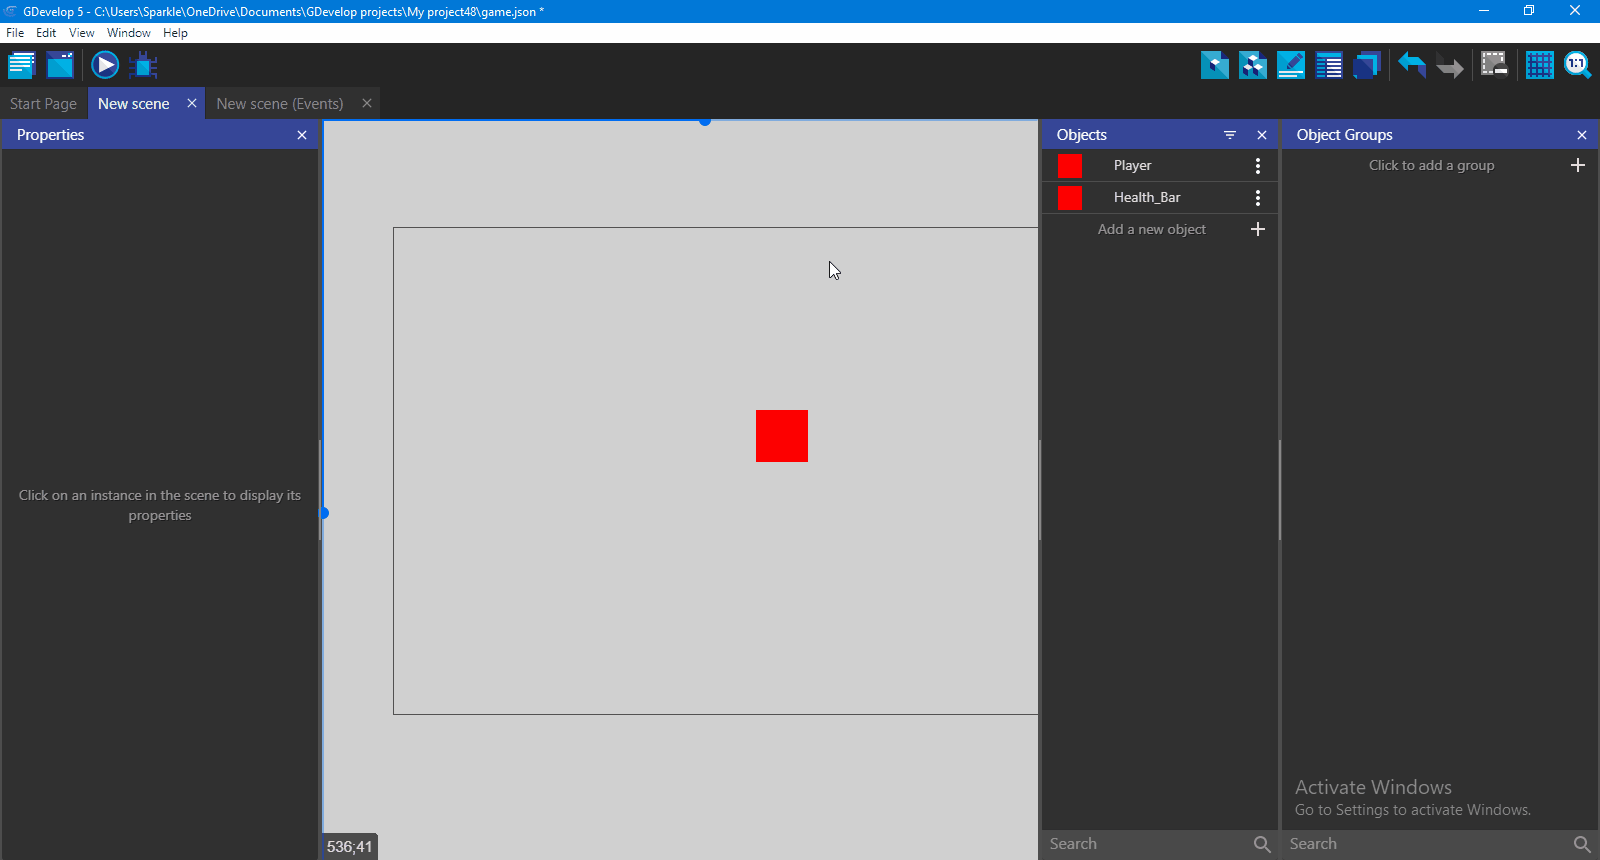 GDevelop 5 - C:\Users\Sparkle\OneDrive\Documents\GDevelop projects\My project48\game.json *
File Edit View Window Help
1:1
Start Page New scene New scene (Events)
Properties
Objects
Object Groups
Player
Click to add a group
Health_Bar
Add a new object
Click on an instance in the scene to display its
properties
Activate Windows
Go to Settings to activate Windows.
536;41
Search
Search